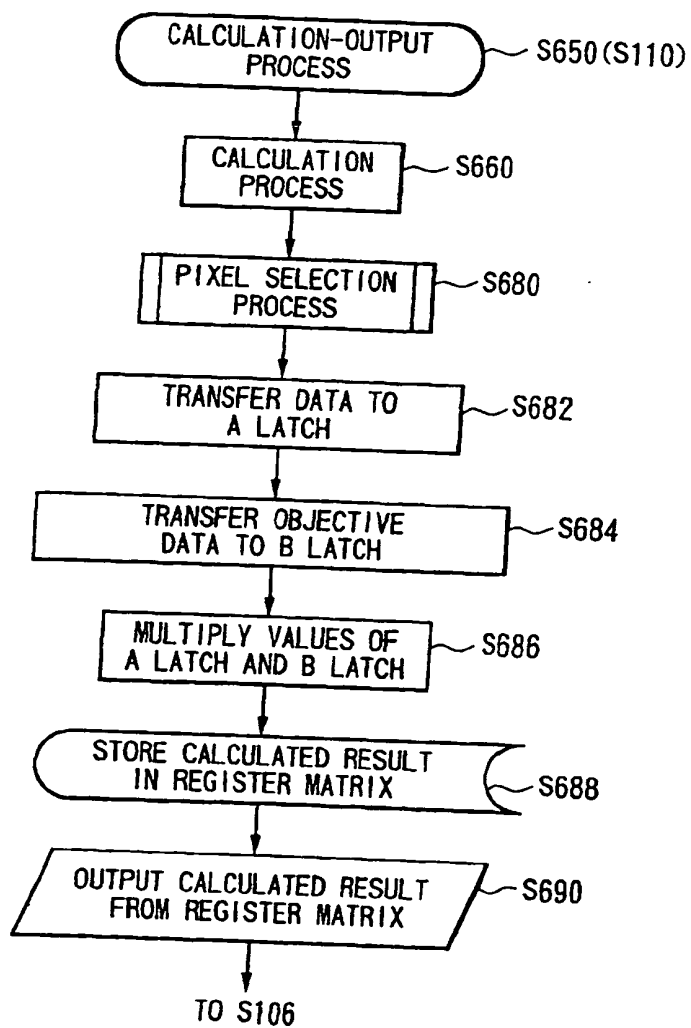 CALCULATION-OUTPUT
PROCESS
S650(S110)
CALCULATION
PROCESS
S660
PIXEL SELECTION
PROCESS
S680
TRANSFER DATA TO
A LATCH
S682
TRANSFER OBJECTIVE
DATA TO B LATCH
S684
MULTIPLY VALUES OF
A LATCH AND B LATCH
S686
STORE CALCULATED RESULT
IN REGISTER MATRIX
S688
OUTPUT CALCULATED RESULT
FROM REGISTER MATRIX
S690
TO S106